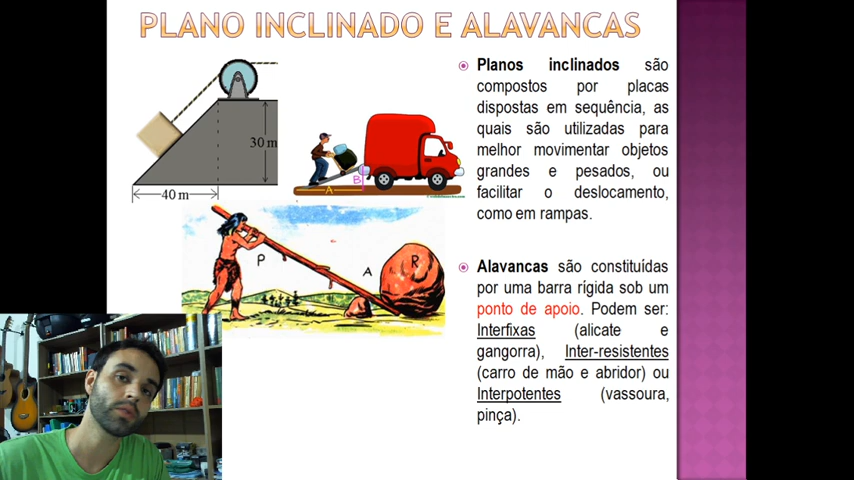 PLANO INCLINADO E ALAVANCAS
30 m
40 m
A
B
P
A
R
Planos inclinados são
compostos por placas
dispostas em sequência, as
quais são utilizadas para
melhor movimentar objetos
grandes e pesados, ou
facilitar o deslocamento,
como em rampas.
Alavancas são constituídas
por uma barra rígida sob um
ponto de apoio. Podem ser:
Interfixas (alicate e
gangorra), Inter-resistentes
(carro de mão e abridor) ou
Interpotentes (vassoura,
pinça).